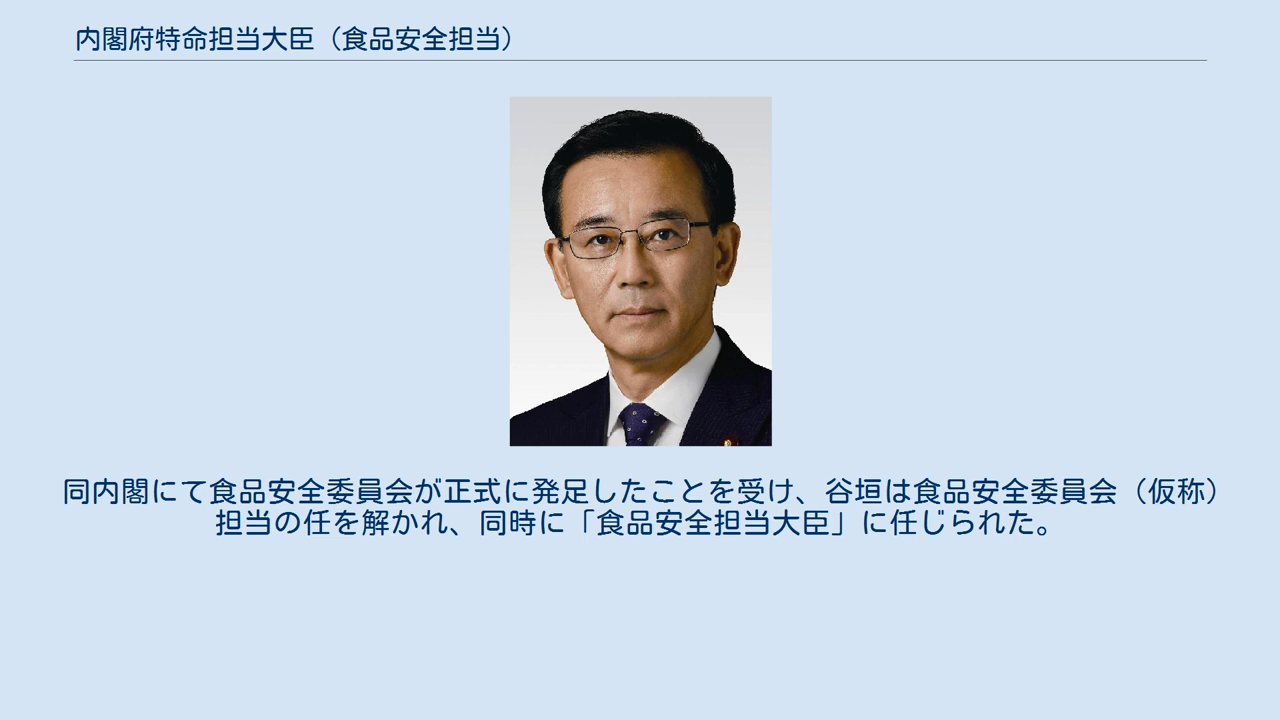 内閣府特命担当大臣（食品安全担当）
同内閣にて食品安全委員会が正式に発足したことを受け、谷垣は食品安全委員会（仮称）
担当の任を解かれ、同時に「食品安全担当大臣」に任じられた。